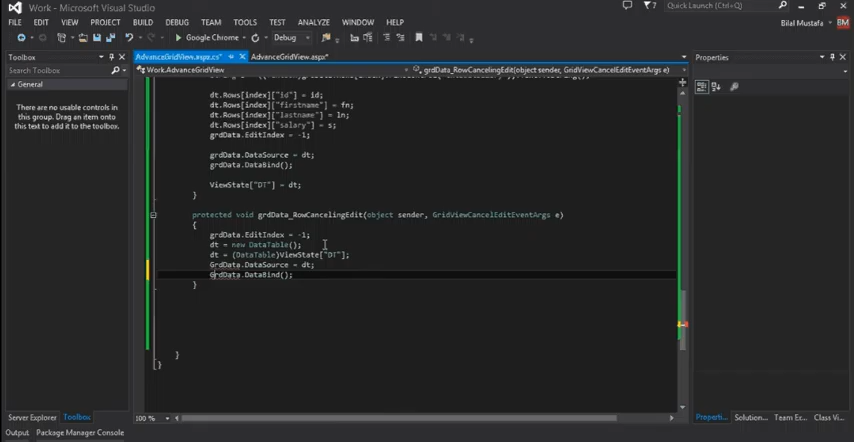 Work - Microsoft Visual Studio
7
Quick Launch (Ctrl+Q)
FILE EDIT VIEW PROJECT BUILD DEBUG TEAM TOOLS TEST ANALYZE WINDOW HELP
Bilal Mustafa BM
Google Chrome Debug
Toolbox
Search Toolbox
General
There are no usable controls in
this group. Drag an item onto
this text to add it to the toolbox.
AdvanceGridView.aspx.cs* AdvanceGridView.aspx*
Work.AdvanceGridView
grdData_RowCancelingEdit(object sender, GridViewCancelEditEventArgs e)
dt.Rows[index]["id"] = id;
dt.Rows[index]["firstname"] = fn;
dt.Rows[index]["lastname"] = ln;
dt.Rows[index]["salary"] = s;
grdData.EditIndex = -1;
grdData.DataSource = dt;
grdData.DataBind();
ViewState["DT"] = dt;
}
protected void grdData_RowCancelingEdit(object sender, GridViewCancelEditEventArgs e)
{
grdData.EditIndex = -1;
dt = new DataTable();
dt = (DataTable)ViewState["DT"];
GrdData.DataSource = dt;
GrdData.DataBind();
}
}
}
100 %
Properties
Server Explorer Toolbox
Properti... Solution... Team Ex... Class Vi...
Output Package Manager Console